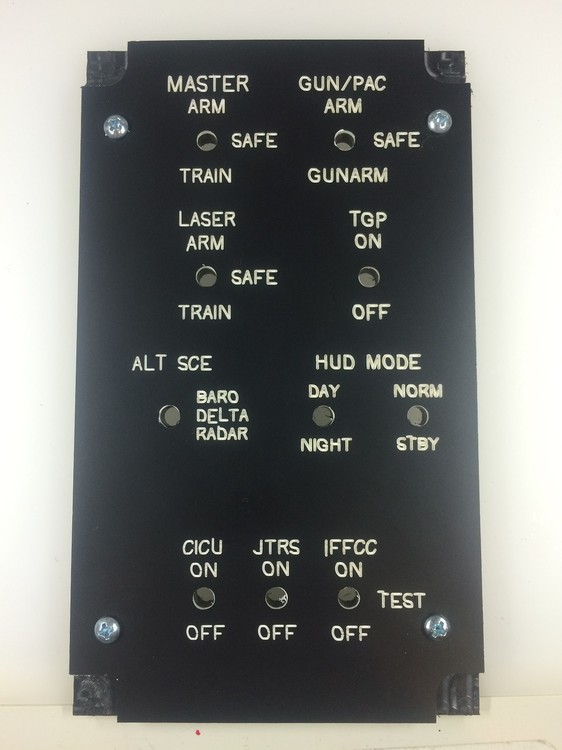 MASTER GUN/PAC
ARM ARM
SAFE SAFE
TRAIN GUNARM
LASER TGP
ARM ON
SAFE
TRAIN OFF
ALT SCE HUD MODE
BARO DAY NORM
DELTA
RADAR NIGHT STBY
CICU JTRS IFFCC
ON ON ON
TEST
OFF OFF OFF